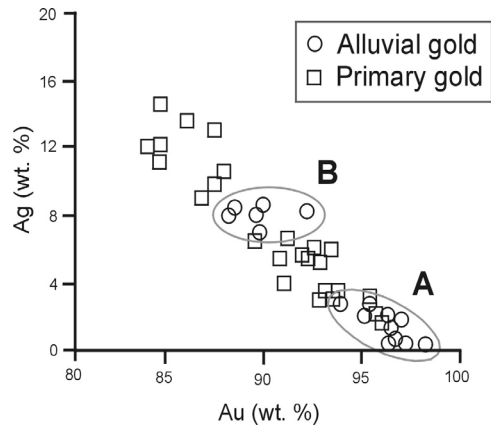 20
16
12
8
4
0
80
85
90
95
100
Ag (wt. %)
Au (wt. %)
Alluvial gold
Primary gold
B
A